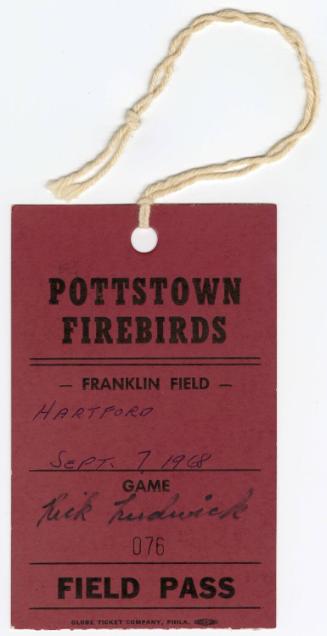 POTTSTOWN
FIREBIRDS
— FRANKLIN FIELD —
HARTFORD
SEPT. 7, 1968
GAME
Rick Ludwick
076
FIELD PASS
GLOBE TICKET COMPANY, PHILA.